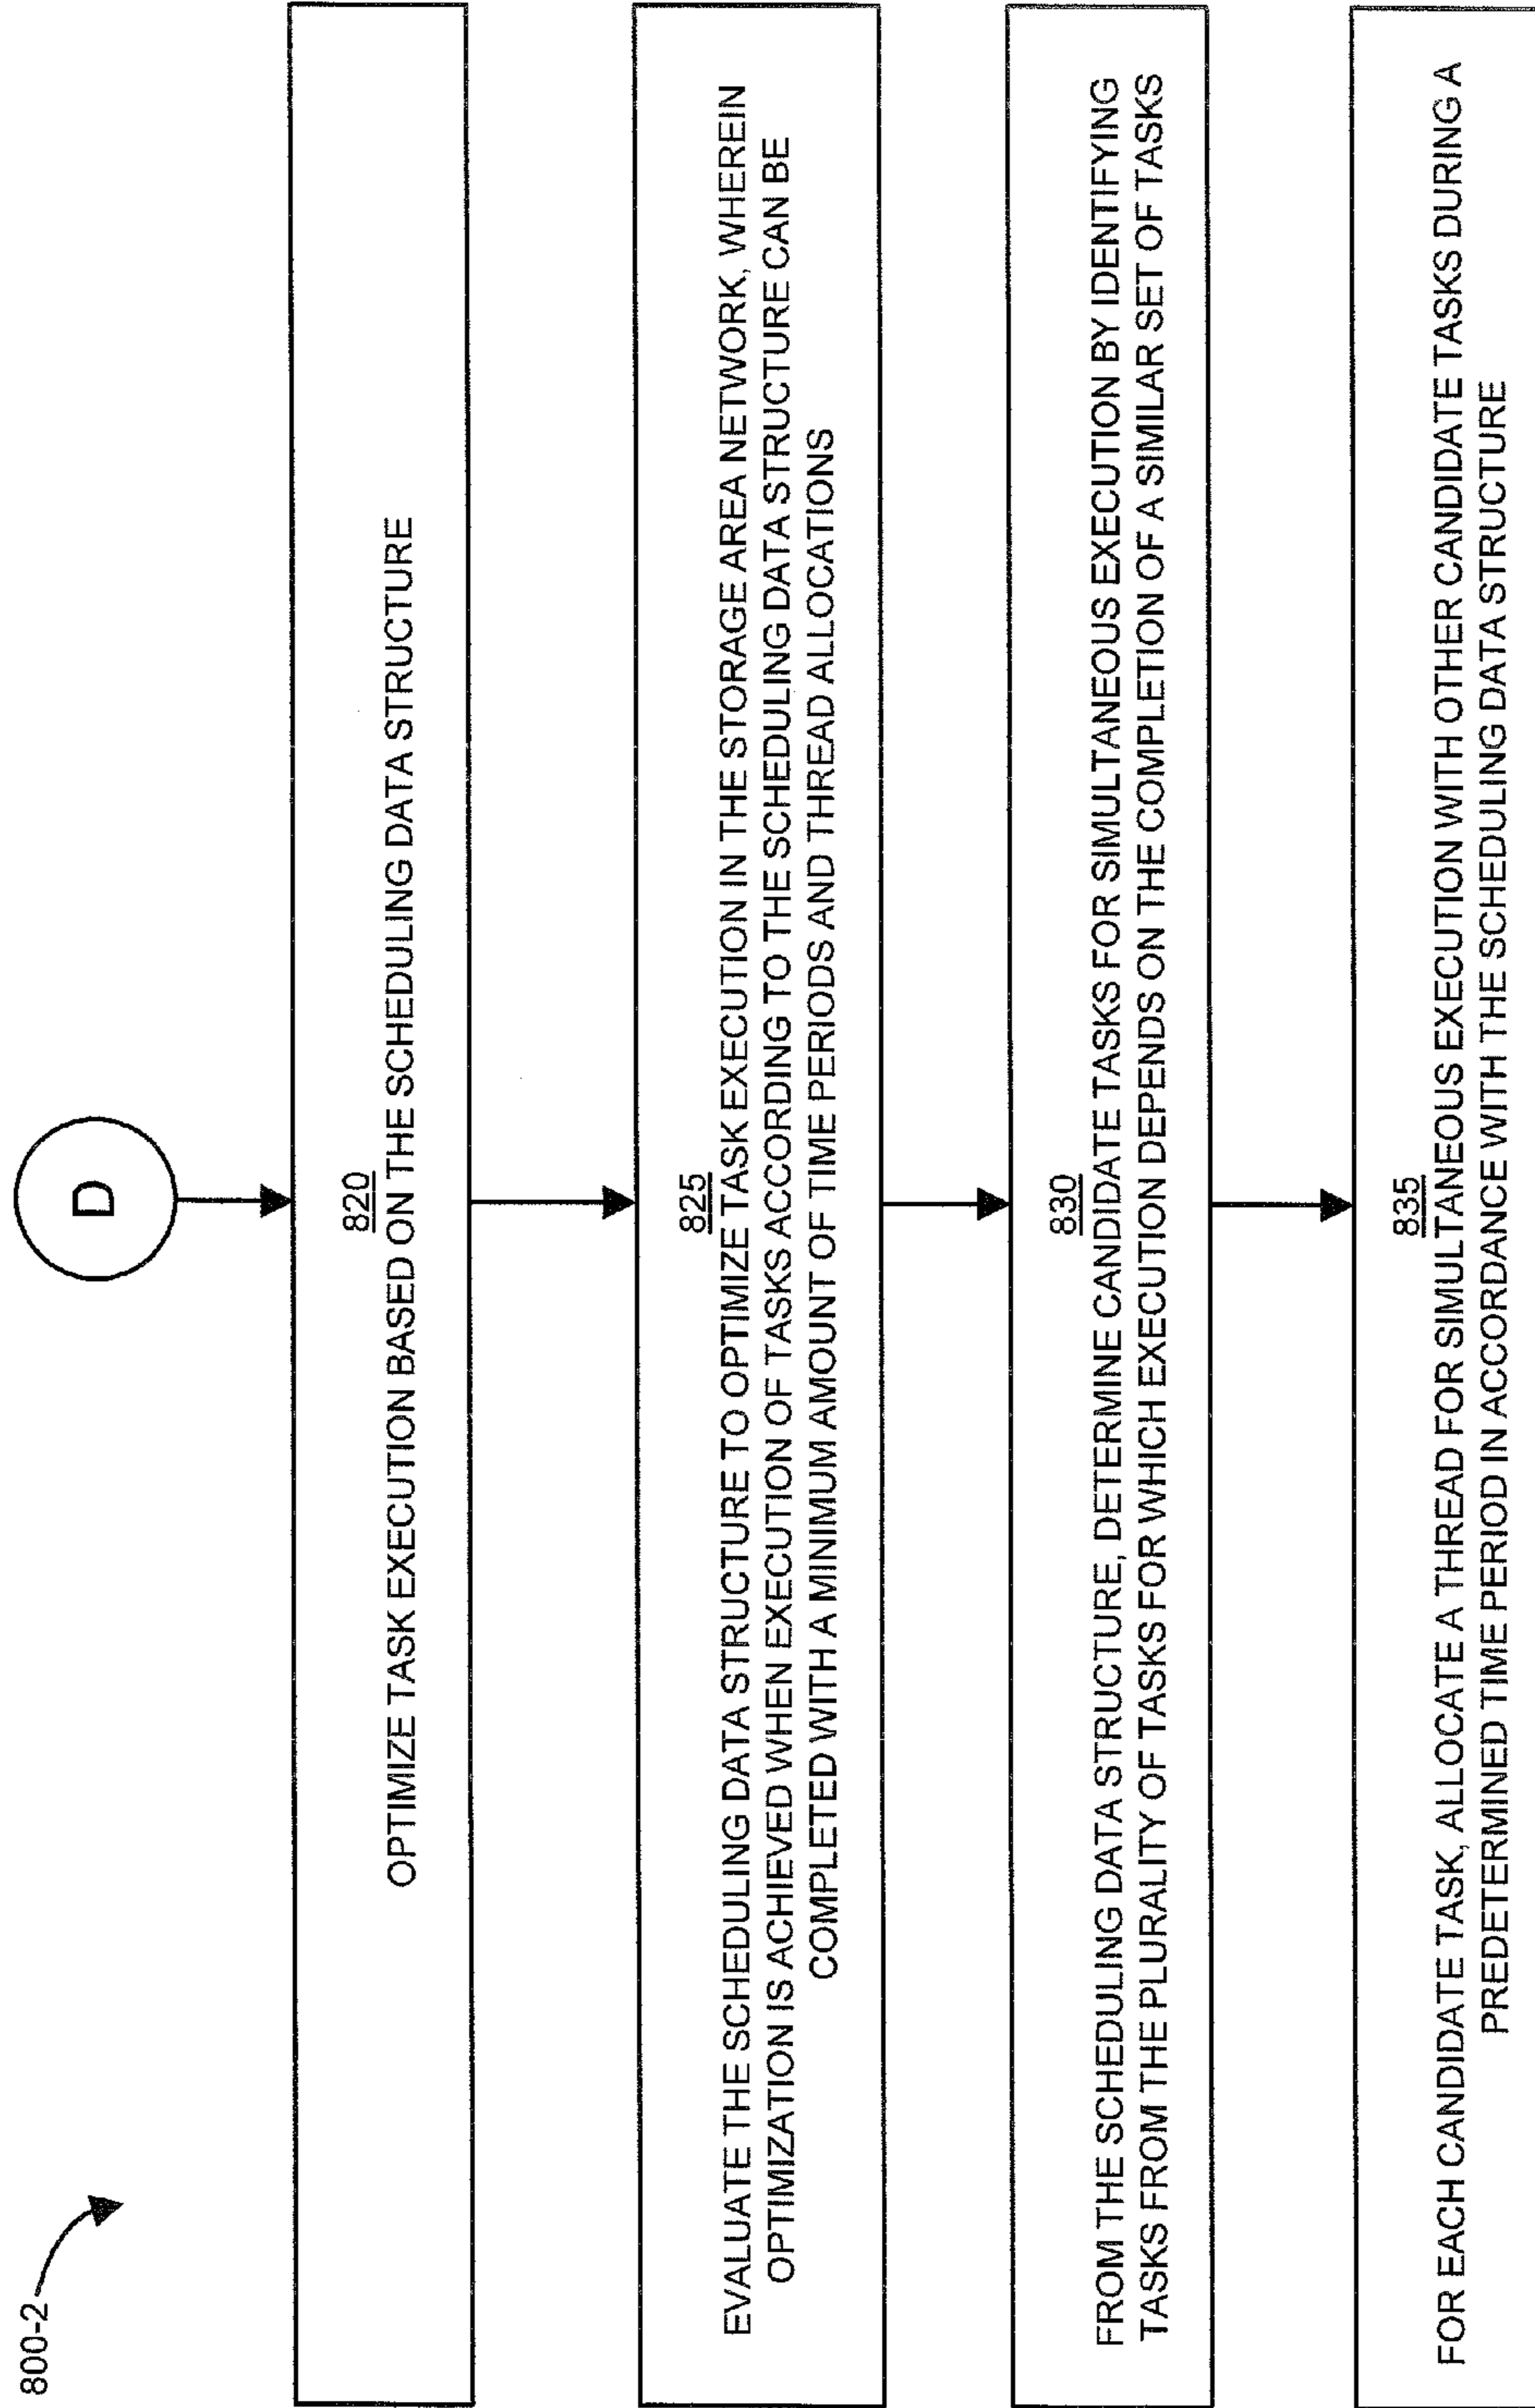 800-2
D
820
OPTIMIZE TASK EXECUTION BASED ON THE SCHEDULING DATA STRUCTURE
825
EVALUATE THE SCHEDULING DATA STRUCTURE TO OPTIMIZE TASK EXECUTION IN THE STORAGE AREA NETWORK, WHEREIN
OPTIMIZATION IS ACHIEVED WHEN EXECUTION OF TASKS ACCORDING TO THE SCHEDULING DATA STRUCTURE CAN BE
COMPLETED WITH A MINIMUM AMOUNT OF TIME PERIODS AND THREAD ALLOCATIONS
830
FROM THE SCHEDULING DATA STRUCTURE, DETERMINE CANDIDATE TASKS FOR SIMULTANEOUS EXECUTION BY IDENTIFYING
TASKS FROM THE PLURALITY OF TASKS FOR WHICH EXECUTION DEPENDS ON THE COMPLETION OF A SIMILAR SET OF TASKS
835
FOR EACH CANDIDATE TASK, ALLOCATE A THREAD FOR SIMULTANEOUS EXECUTION WITH OTHER CANDIDATE TASKS DURING A
PREDETERMINED TIME PERIOD IN ACCORDANCE WITH THE SCHEDULING DATA STRUCTURE